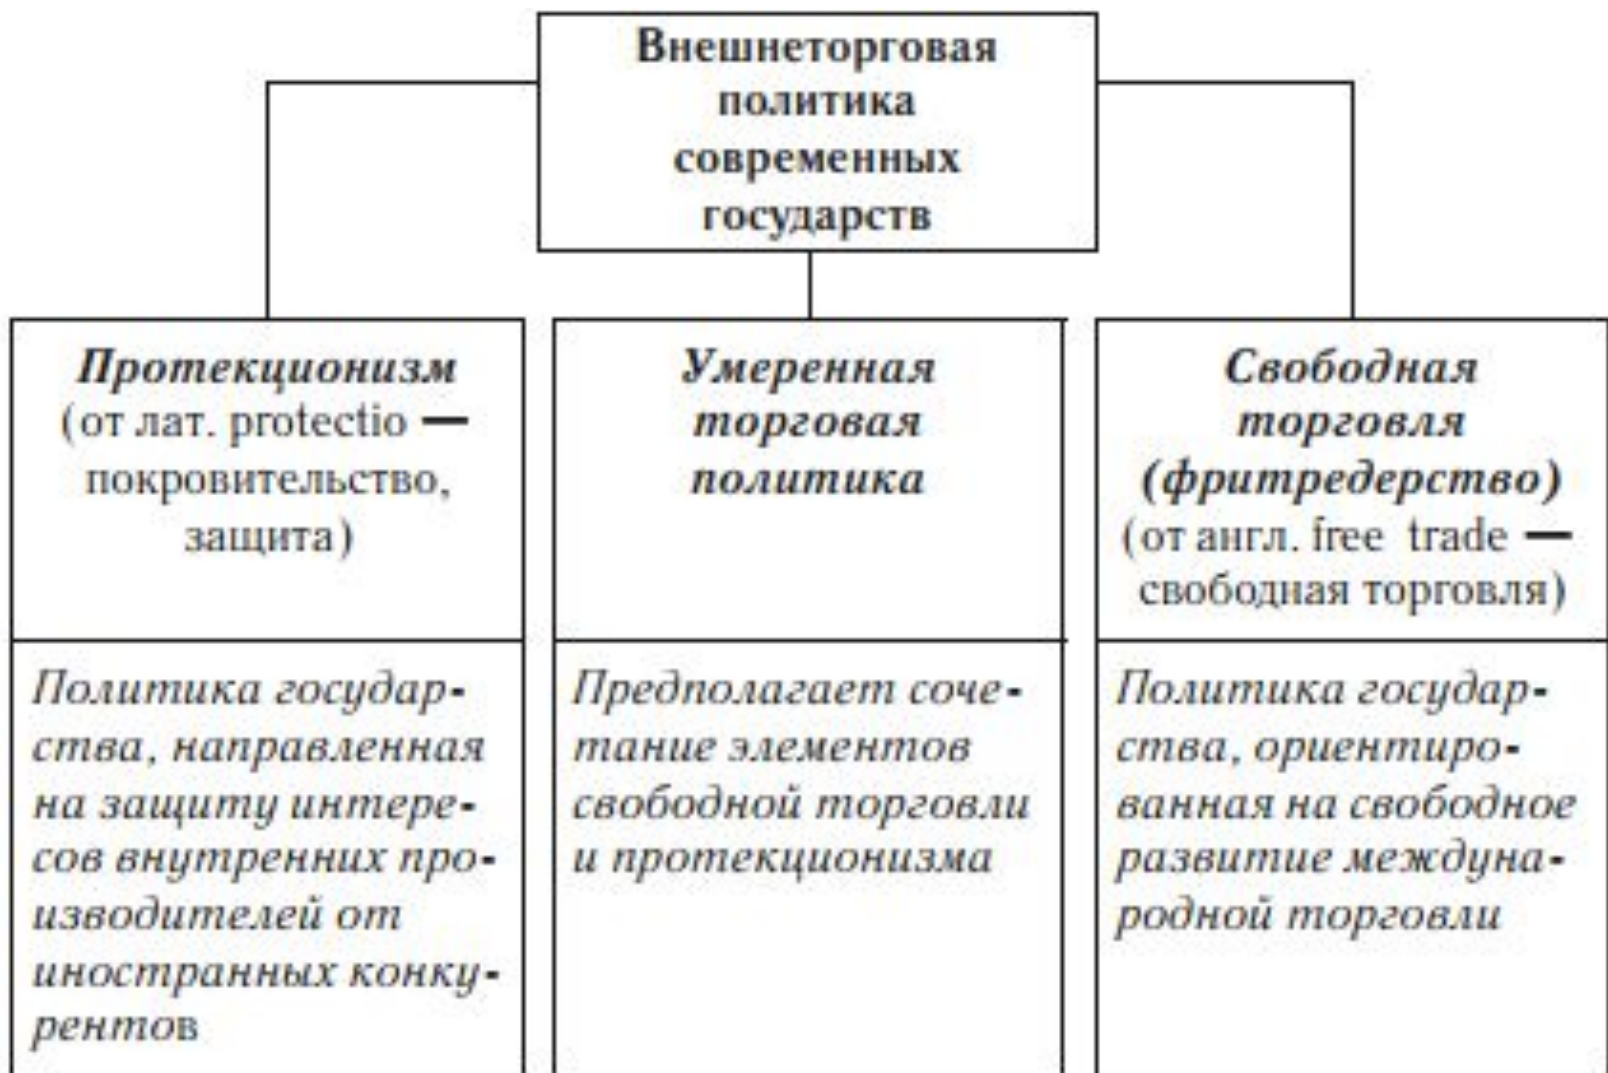 Внешнеторговая
политика
современных
государств
Протекционизм
(от лат. protectio —
покровительство,
защита)
Политика государ-
ства, направленная
на защиту интере-
сов внутренних про-
изводителей от
иностранных конку-
рентов
Умеренная
торговая
политика
Предполагает соче-
тание элементов
свободной торговли
и протекционизма
Свободная
торговля
(фритредерство)
(от англ. free trade —
свободная торговля)
Политика государ-
ства, ориентиро-
ванная на свободное
развитие междуна-
родной торговли